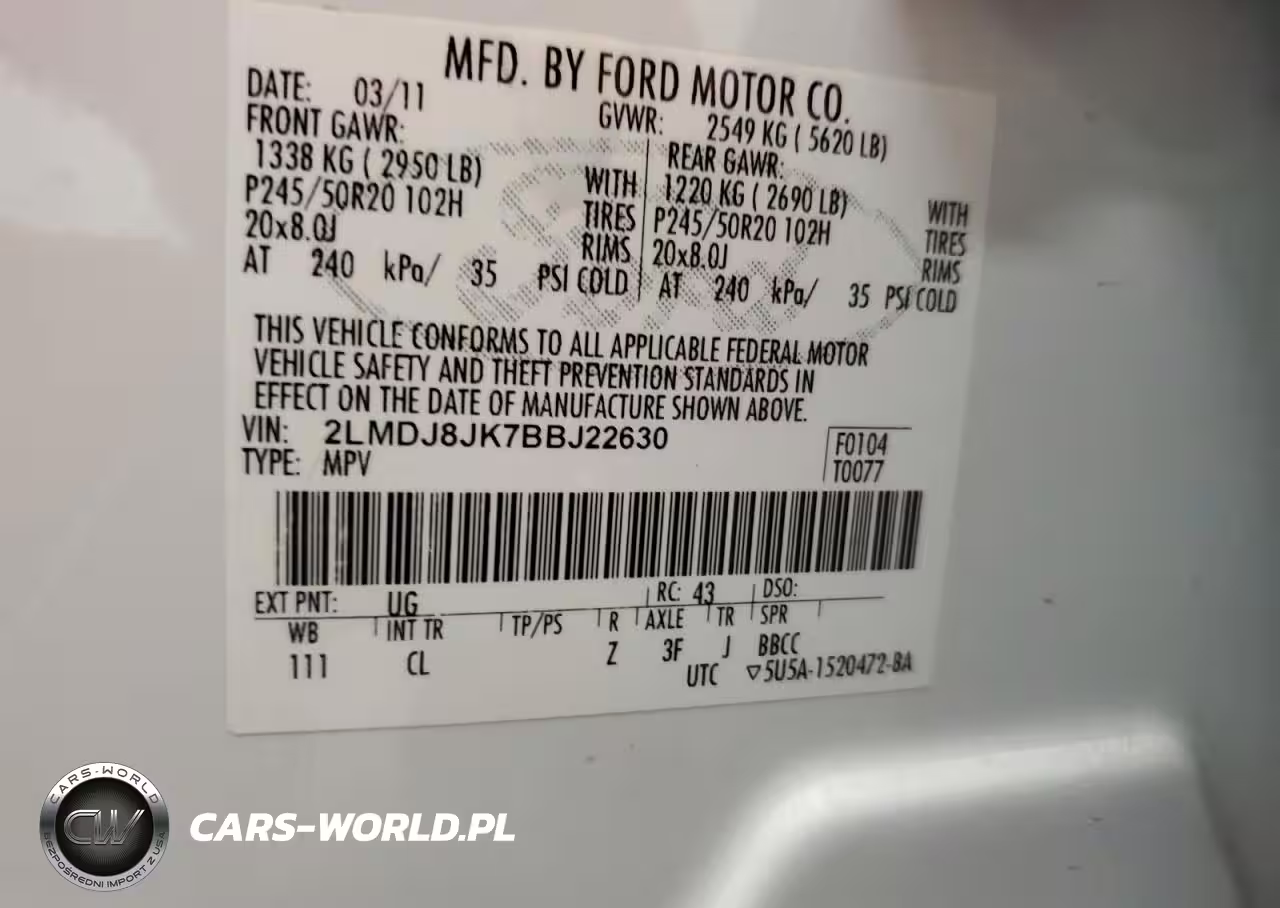 MFD. BY FORD MOTOR CO.
DATE: 03/11
GVWR: 2549 KG ( 5620 LB)
FRONT GAWR:
1338 KG ( 2950 LB)
P245/50R20 102H
20x8.0J
AT 240 kPa/ 35 PSI COLD
WITH
TIRES
RIMS
REAR GAWR:
1220 KG ( 2690 LB)
P245/50R20 102H
20x8.0J
AT 240 kPa/ 35 PSI COLD
WITH
TIRES
RIMS
THIS VEHICLE CONFORMS TO ALL APPLICABLE FEDERAL MOTOR
VEHICLE SAFETY AND THEFT PREVENTION STANDARDS IN
EFFECT ON THE DATE OF MANUFACTURE SHOWN ABOVE.
VIN: 2LMDJ8JK7BBJ22630
TYPE: MPV
F0104
T0077
EXT PNT: UG RC: 43 DSO:
WB INT TR TP/PS R AXLE TR SPR
111 CL Z 3F J BBCC
UTC ▽5U5A-1520472-BA
CARS-WORLD
CW
BEZPOŚREDNI IMPORT Z USA
CARS-WORLD.PL